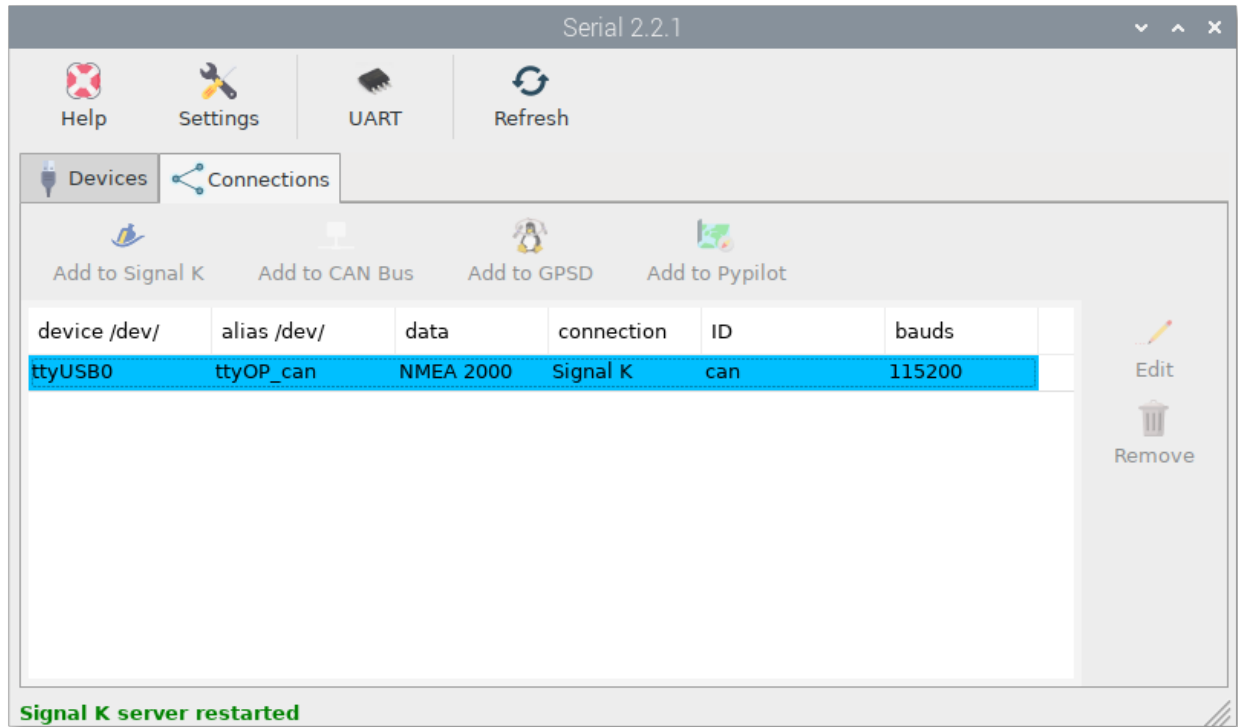 Serial 2.2.1
Help Settings UART Refresh
Devices Connections
Add to Signal K Add to CAN Bus Add to GPSD Add to Pypilot
device /dev/ alias /dev/ data connection ID bauds
ttyUSB0 ttyOP_can NMEA 2000 Signal K can 115200
Edit
Remove
Signal K server restarted